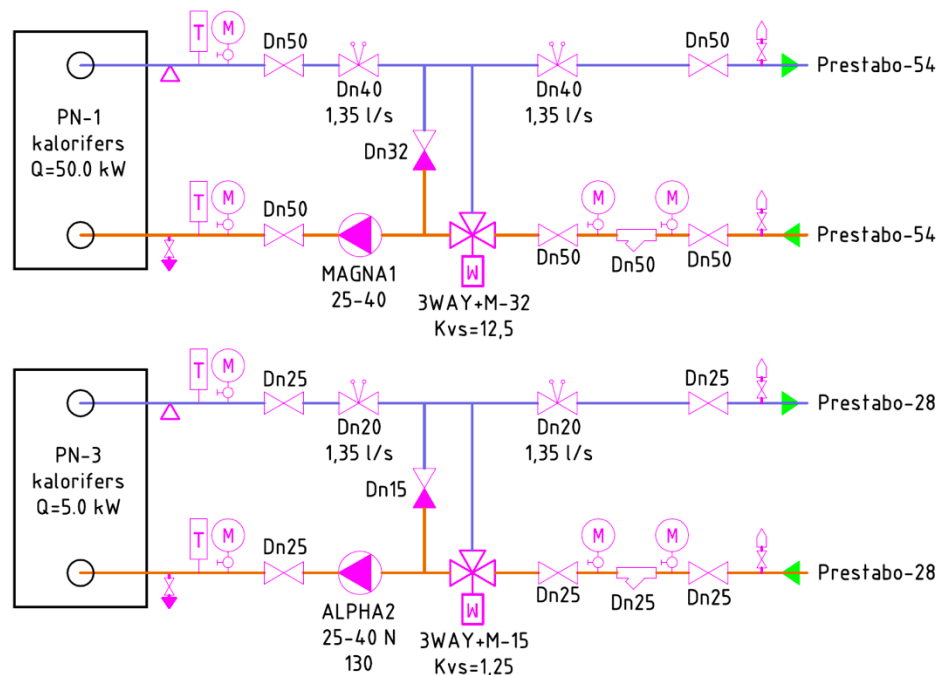 T
M
Dn50
Dn40
1,35 l/s
Dn40
1,35 l/s
Dn50
Prestabo-54
PN-1
kalorifers
Q=50.0 kW
Dn32
T
M
Dn50
MAGNA1
25-40
W
3WAY+M-32
Kvs=12,5
M
M
Dn50
Dn50
Dn50
Prestabo-54
T
M
Dn25
Dn20
1,35 l/s
Dn20
1,35 l/s
Dn25
Prestabo-28
PN-3
kalorifers
Q=5.0 kW
Dn15
T
M
Dn25
ALPHA2
25-40 N
130
W
3WAY+M-15
Kvs=1,25
M
M
Dn25
Dn25
Dn25
Prestabo-28